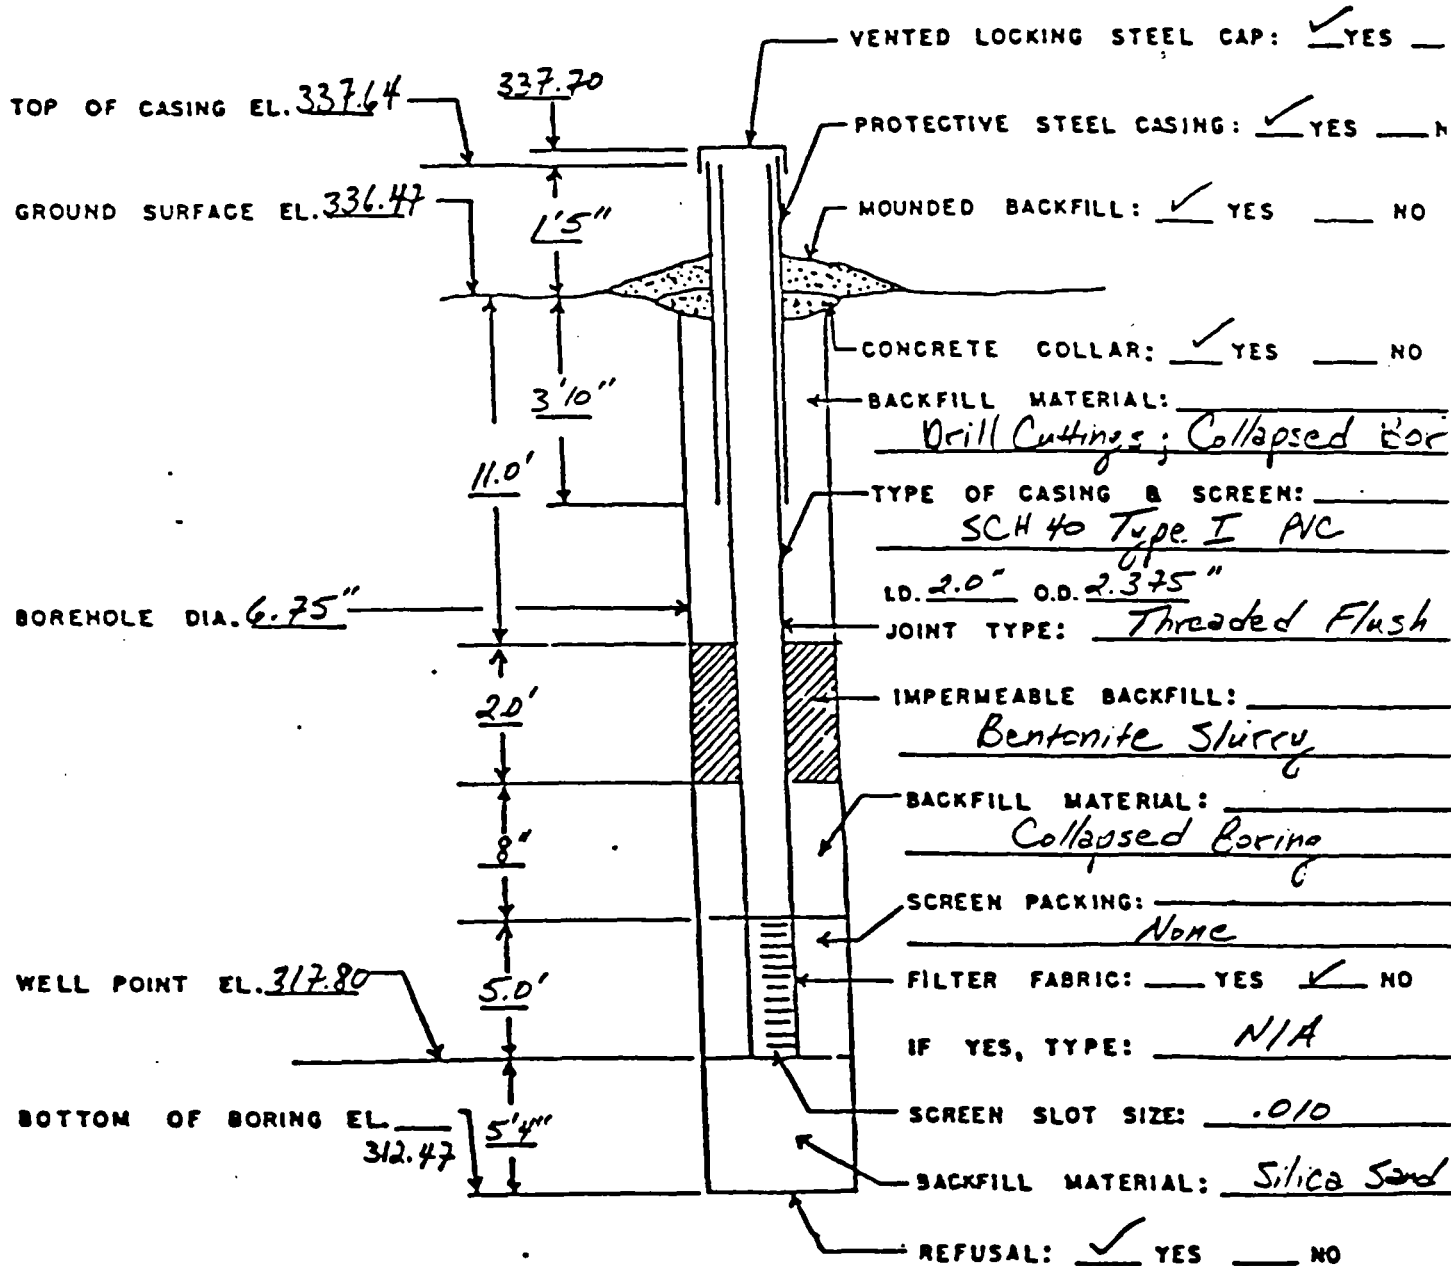 VENTED LOCKING STEEL CAP: ✓ YES
337.70
TOP OF CASING EL. 337.64
PROTECTIVE STEEL CASING: ✓ YES N
GROUND SURFACE EL. 336.47
1'5"
MOUNDED BACKFILL: ✓ YES NO
CONCRETE COLLAR: ✓ YES NO
3'10"
BACKFILL MATERIAL:
Drill Cuttings; Collapsed Bor
11.0'
TYPE OF CASING & SCREEN:
SCH 40 Type I PVC
I.D. 2.0" O.D. 2.375"
BOREHOLE DIA. 6.75"
JOINT TYPE: Threaded Flush
IMPERMEABLE BACKFILL:
2.0'
Bentonite Slurry
BACKFILL MATERIAL:
8"
Collapsed Boring
SCREEN PACKING:
None
WELL POINT EL. 317.80
5.0'
FILTER FABRIC: YES ✓ NO
IF YES, TYPE: N/A
SCREEN SLOT SIZE: .010
BOTTOM OF BORING EL.
312.47
5'4"
BACKFILL MATERIAL: Silica Sand
REFUSAL: ✓ YES NO